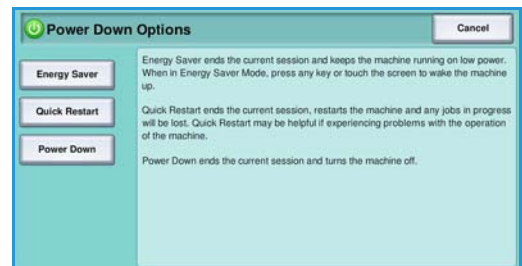 Power Down Options
Cancel
Energy Saver
Quick Restart
Power Down
Energy Saver ends the current session and keeps the machine running on low power.
When in Energy Saver Mode, press any key or touch the screen to wake the machine
up.
Quick Restart ends the current session, restarts the machine and any jobs in progress
will be lost. Quick Restart may be helpful if experiencing problems with the operation
of the machine.
Power Down ends the current session and turns the machine off.